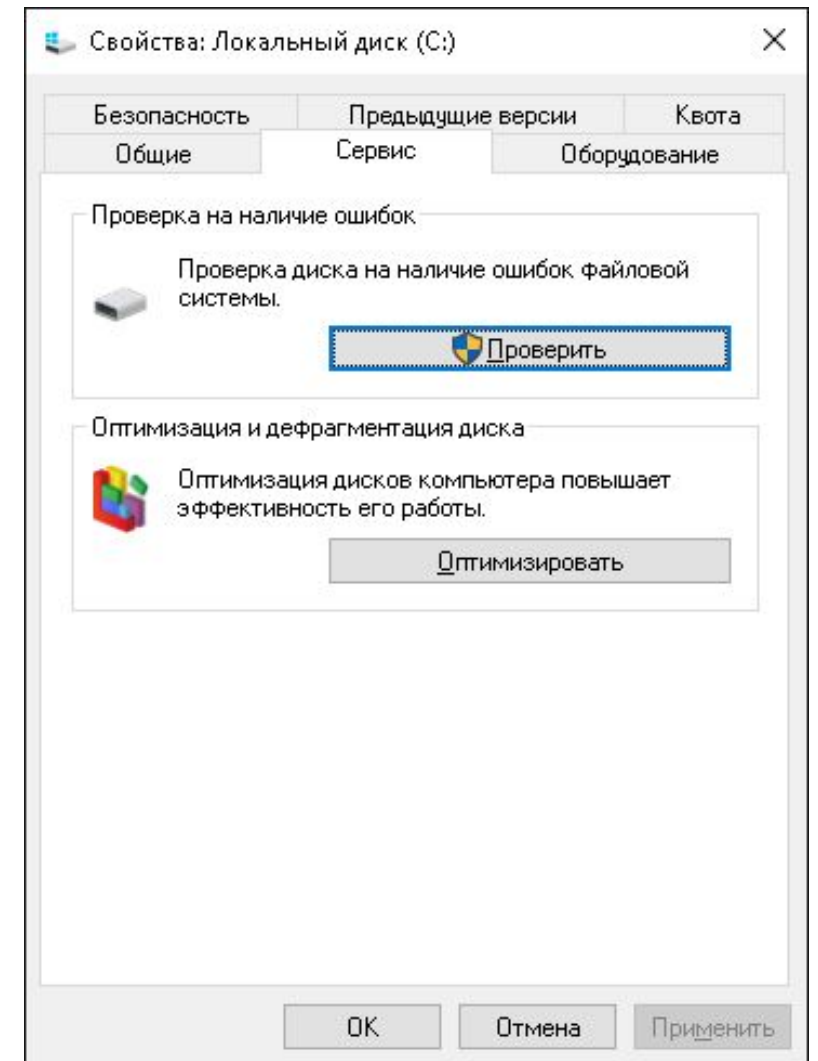 Свойства: Локальный диск (C:)
Безопасность Предыдущие версии Квота
Общие Сервис Оборудование
Проверка на наличие ошибок
Проверка диска на наличие ошибок файловой
системы.
Проверить
Оптимизация и дефрагментация диска
Оптимизация дисков компьютера повышает
эффективность его работы.
Оптимизировать
OK Отмена Применить